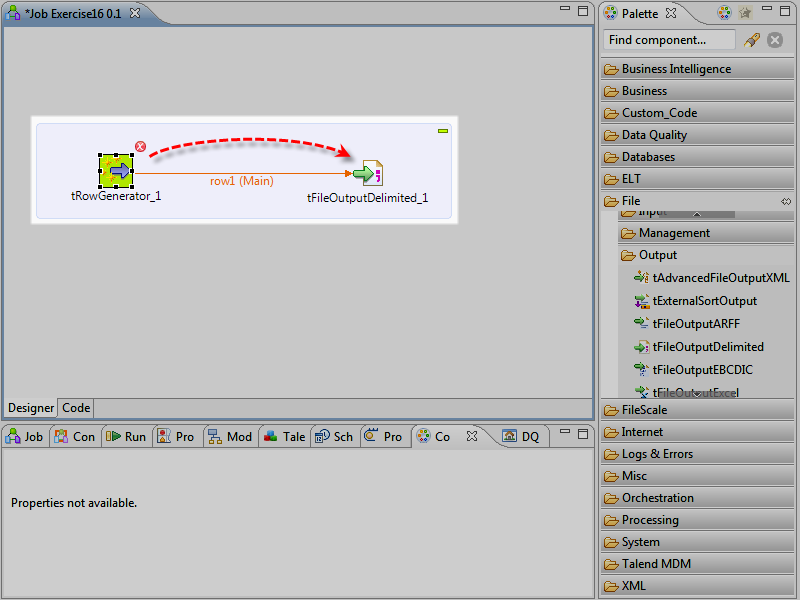 *Job Exercise16 0.1
tRowGenerator_1
row1 (Main)
tFileOutputDelimited_1
Designer
Code
Job
Con
Run
Pro
Mod
Tale
Sch
Pro
Co
DQ
Properties not available.
Palette
Find component...
Business Intelligence
Business
Custom_Code
Data Quality
Databases
ELT
File
Input
Management
Output
tAdvancedFileOutputXML
tExternalSortOutput
tFileOutputARFF
tFileOutputDelimited
tFileOutputEBCDIC
tFileOutputExcel
FileScale
Internet
Logs & Errors
Misc
Orchestration
Processing
System
Talend MDM
XML